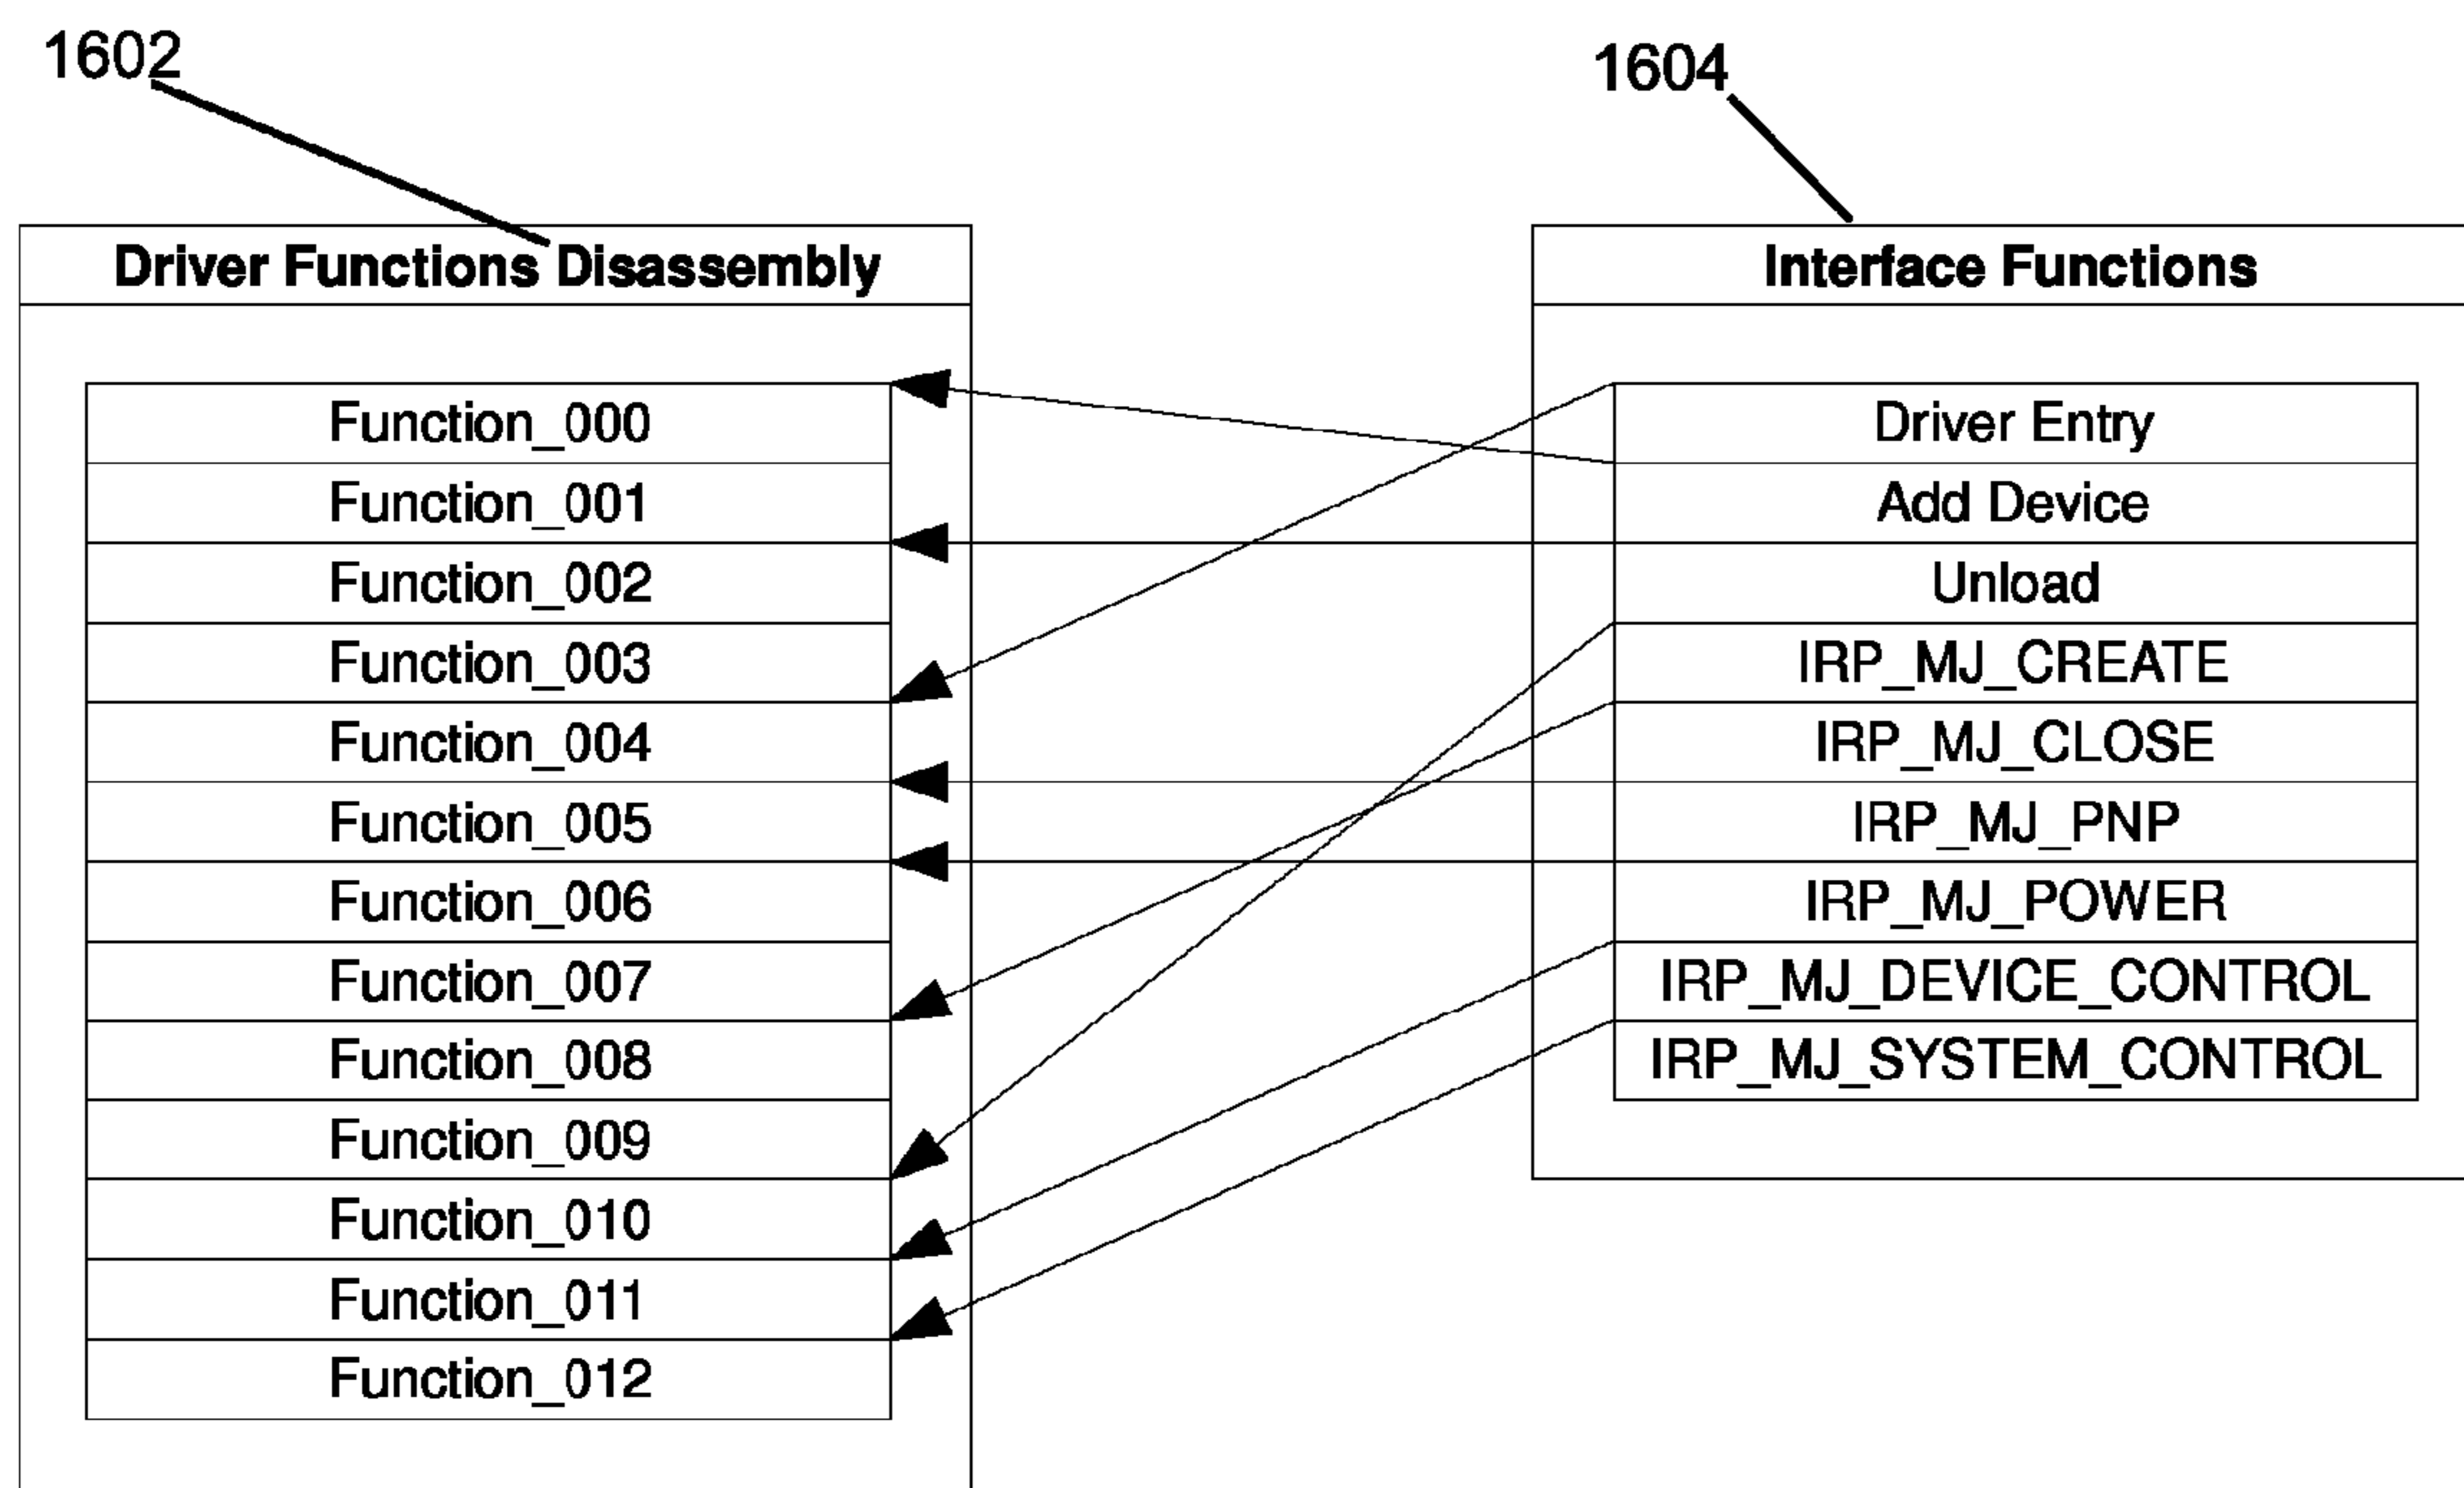 1602
1604
Driver Functions Disassembly
Function_000
Function_001
Function_002
Function_003
Function_004
Function_005
Function_006
Function_007
Function_008
Function_009
Function_010
Function_011
Function_012
Interface Functions
Driver Entry
Add Device
Unload
IRP_MJ_CREATE
IRP_MJ_CLOSE
IRP_MJ_PNP
IRP_MJ_POWER
IRP_MJ_DEVICE_CONTROL
IRP_MJ_SYSTEM_CONTROL